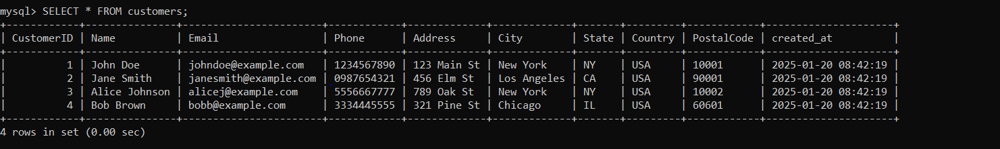 mysql> SELECT * FROM customers;
+------------+---------------+-----------------------+------------+-------------+-------------+-------+---------+------------+---------------------+
| CustomerID | Name          | Email                 | Phone      | Address     | City        | State | Country | PostalCode | created_at          |
+------------+---------------+-----------------------+------------+-------------+-------------+-------+---------+------------+---------------------+
|          1 | John Doe      | johndoe@example.com   | 1234567890 | 123 Main St | New York    | NY    | USA     | 10001      | 2025-01-20 08:42:19 |
|          2 | Jane Smith    | janesmith@example.com | 0987654321 | 456 Elm St  | Los Angeles | CA    | USA     | 90001      | 2025-01-20 08:42:19 |
|          3 | Alice Johnson | alicej@example.com    | 5556667777 | 789 Oak St  | New York    | NY    | USA     | 10002      | 2025-01-20 08:42:19 |
|          4 | Bob Brown     | bobb@example.com      | 3334445555 | 321 Pine St | Chicago     | IL    | USA     | 60601      | 2025-01-20 08:42:19 |
+------------+---------------+-----------------------+------------+-------------+-------------+-------+---------+------------+---------------------+
4 rows in set (0.00 sec)